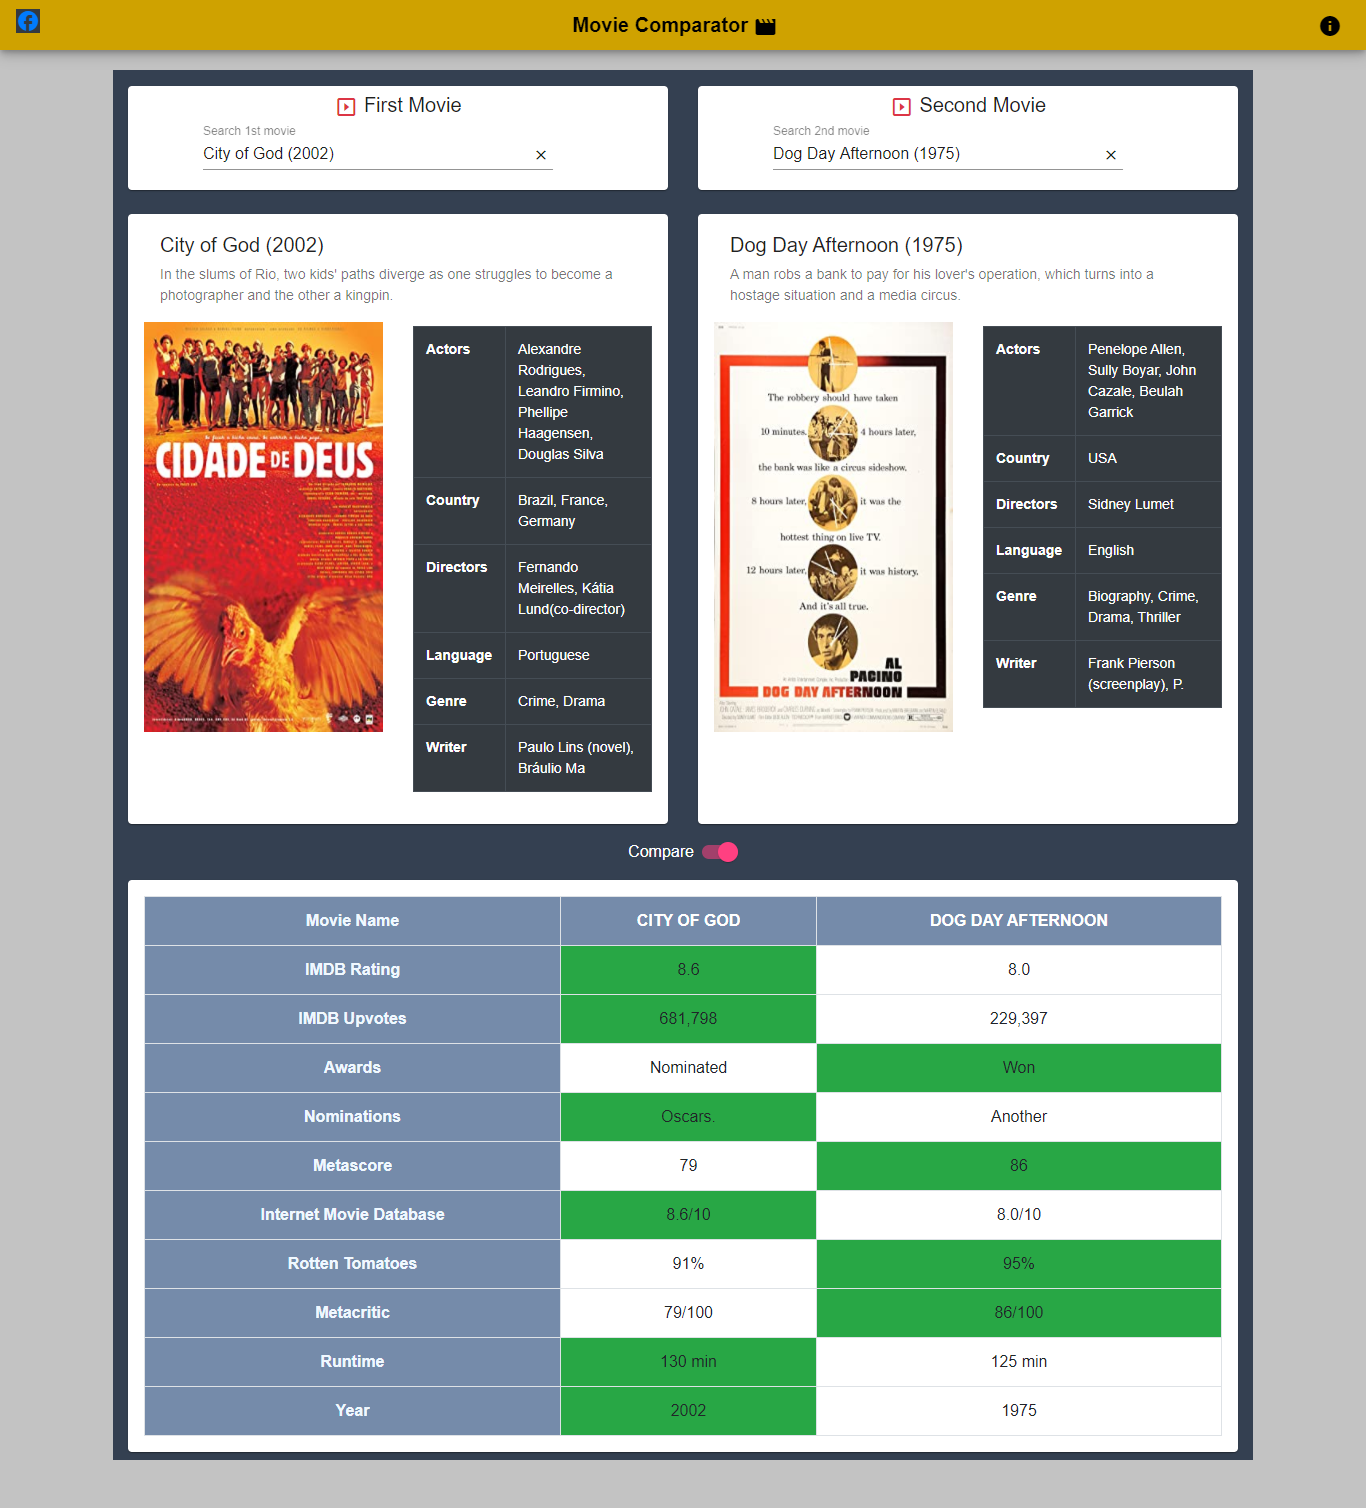 Movie Comparator
First Movie
Search 1st movie
City of God (2002)
Second Movie
Search 2nd movie
Dog Day Afternoon (1975)
City of God (2002)
In the slums of Rio, two kids' paths diverge as one struggles to become a
photographer and the other a kingpin.
CIDADE DE DEUS
Actors
Alexandre
Rodrigues,
Leandro Firmino,
Phellipe
Haagensen,
Douglas Silva
Country
Brazil, France,
Germany
Directors
Fernando
Meirelles, Kátia
Lund(co-director)
Language
Portuguese
Genre
Crime, Drama
Writer
Paulo Lins (novel),
Bráulio Ma
Dog Day Afternoon (1975)
A man robs a bank to pay for his lover's operation, which turns into a
hostage situation and a media circus.
The robbery should have taken
10 minutes. 4 hours later,
the bank was like a circus sideshow.
8 hours later, it was the
hottest thing on live TV.
12 hours later, it was history.
And it's all true.
AL
PACINO
DOG DAY AFTERNOON
Actors
Penelope Allen,
Sully Boyar, John
Cazale, Beulah
Garrick
Country
USA
Directors
Sidney Lumet
Language
English
Genre
Biography, Crime,
Drama, Thriller
Writer
Frank Pierson
(screenplay), P.
Compare
Movie Name CITY OF GOD DOG DAY AFTERNOON
IMDB Rating 8.6 8.0
IMDB Upvotes 681,798 229,397
Awards Nominated Won
Nominations Oscars. Another
Metascore 79 86
Internet Movie Database 8.6/10 8.0/10
Rotten Tomatoes 91% 95%
Metacritic 79/100 86/100
Runtime 130 min 125 min
Year 2002 1975